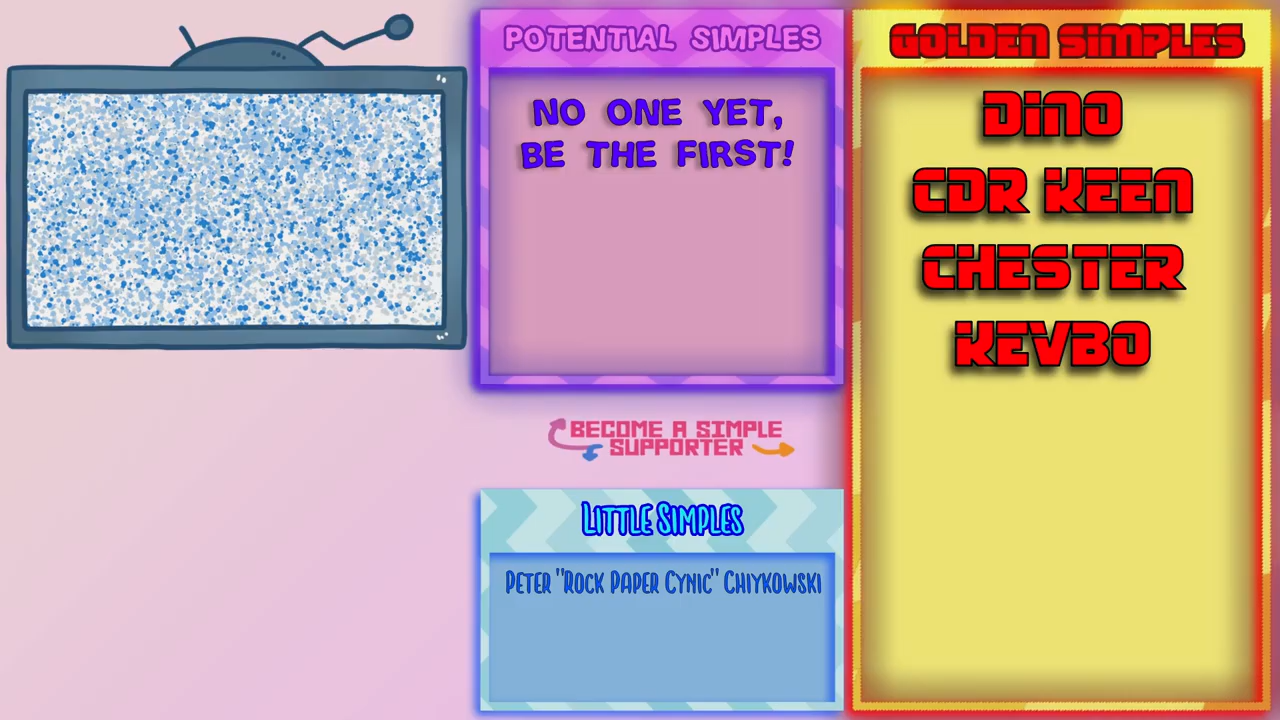 POTENTIAL SIMPLES
NO ONE YET,
BE THE FIRST!
BECOME A SIMPLE
SUPPORTER
LITTLE SIMPLES
PETER "ROCK PAPER CYNIC" CHIYKOWSKI
GOLDEN SIMPLES
DINO
CDR KEEN
CHESTER
KEVBO